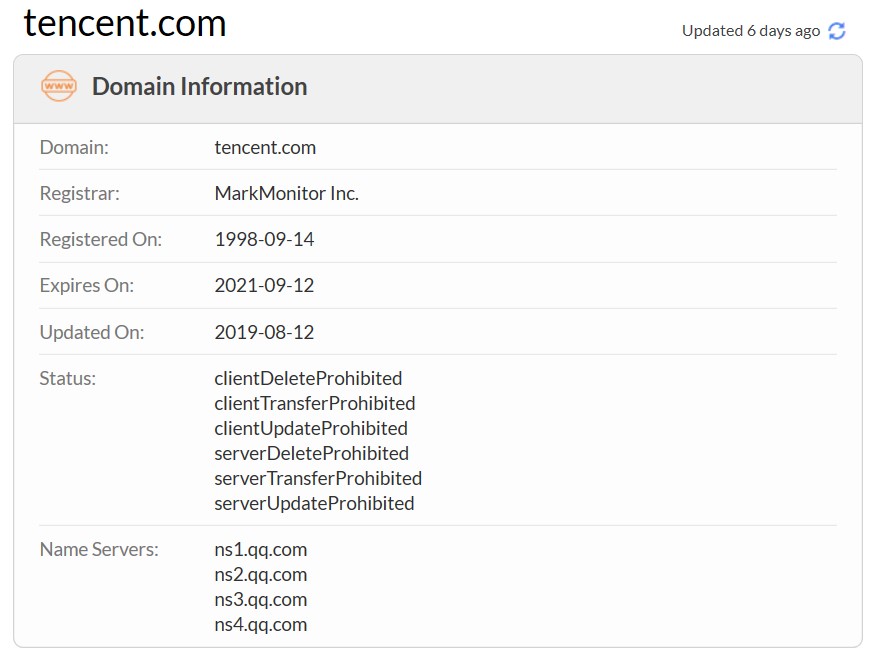 tencent.com
Updated 6 days ago
www
Domain Information
Domain: tencent.com
Registrar: MarkMonitor Inc.
Registered On: 1998-09-14
Expires On: 2021-09-12
Updated On: 2019-08-12
Status: clientDeleteProhibited
clientTransferProhibited
clientUpdateProhibited
serverDeleteProhibited
serverTransferProhibited
serverUpdateProhibited
Name Servers: ns1.qq.com
ns2.qq.com
ns3.qq.com
ns4.qq.com